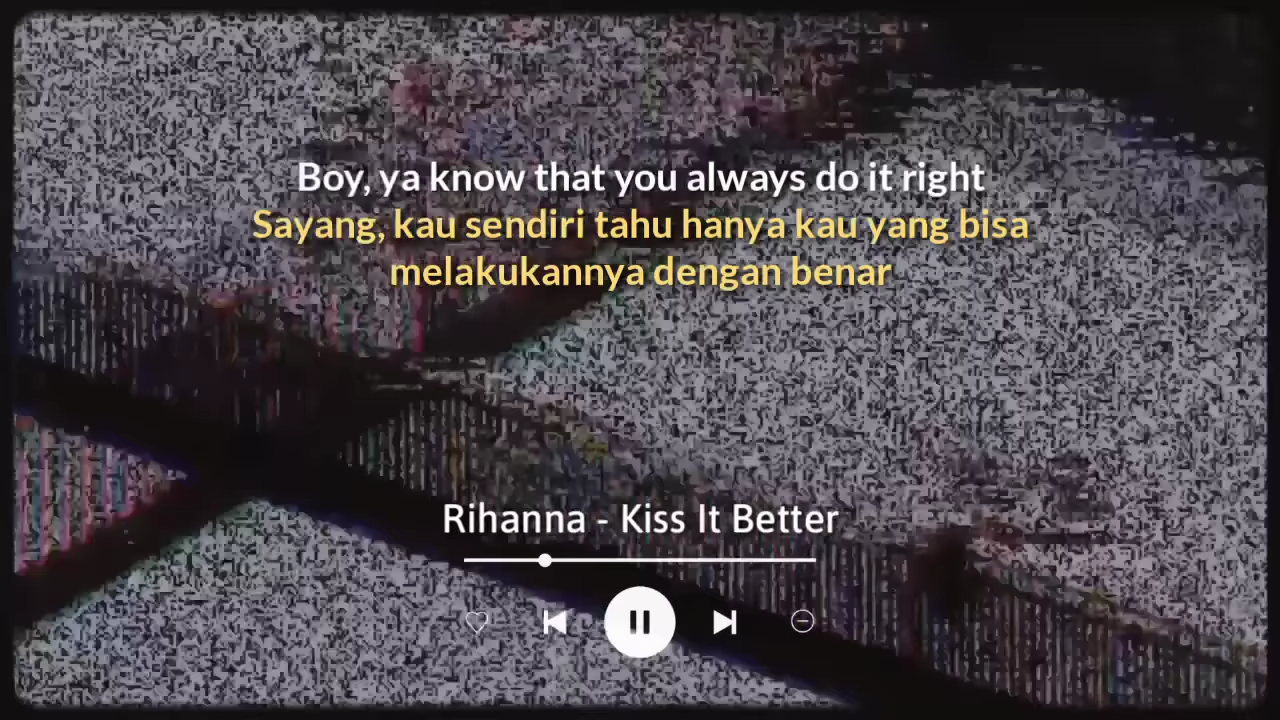 Boy, ya know that you always do it right
Sayang, kau sendiri tahu hanya kau yang bisa
melakukannya dengan benar
Rihanna - Kiss It Better